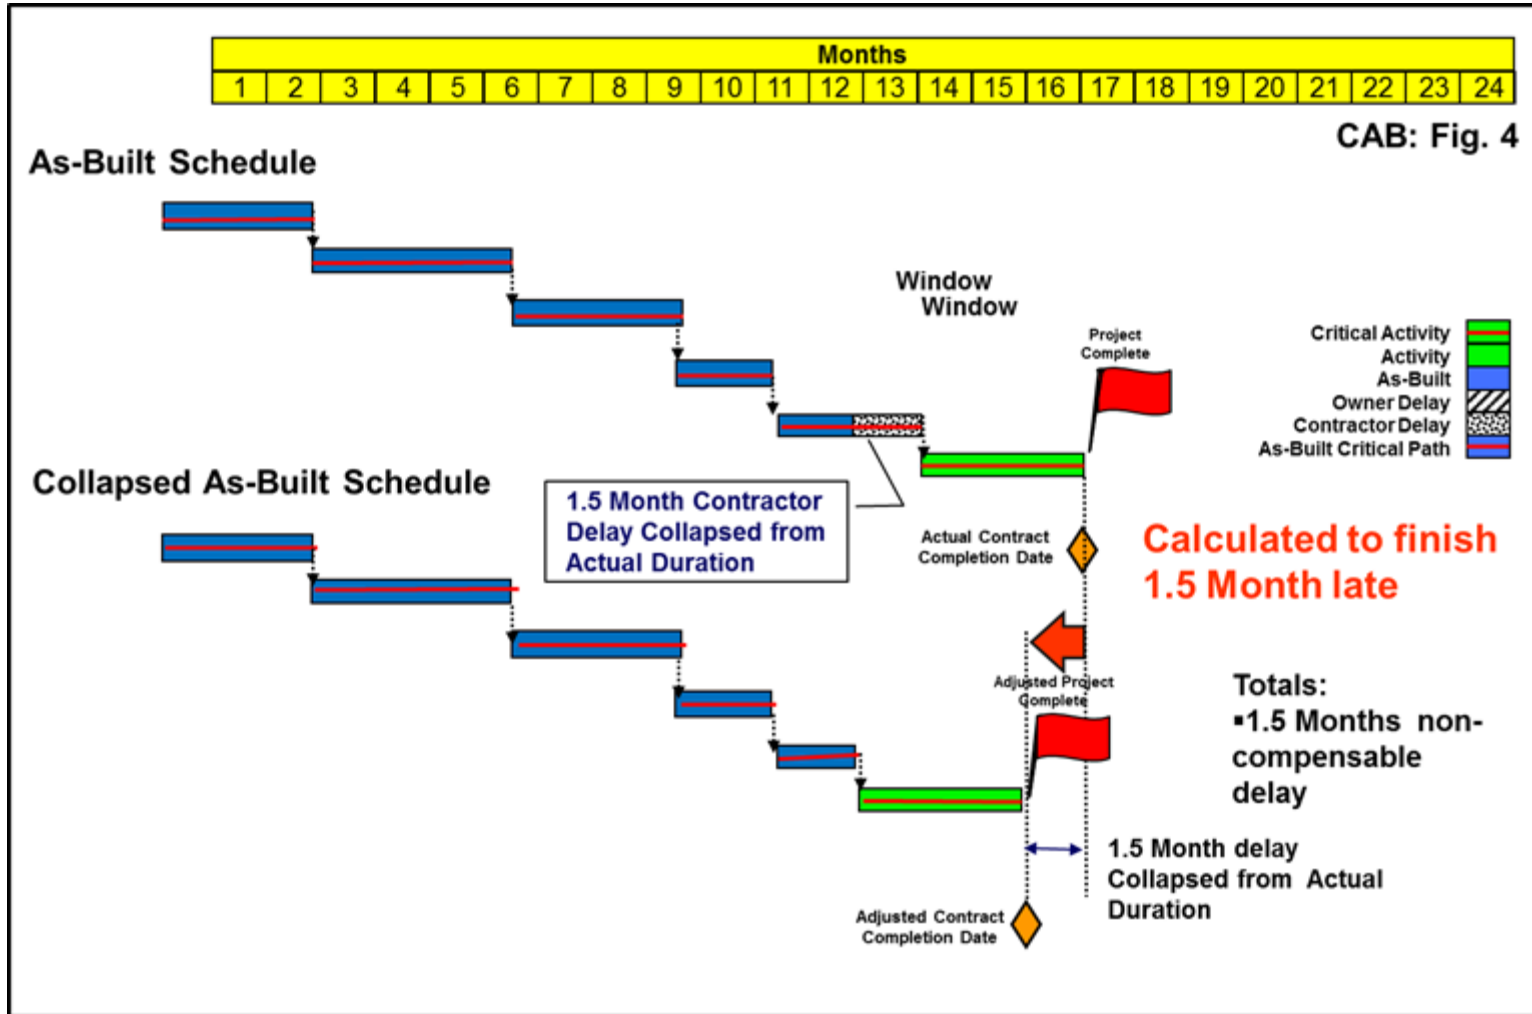 Months
1 2 3 4 5 6 7 8 9 10 11 12 13 14 15 16 17 18 19 20 21 22 23 24
CAB: Fig. 4
As-Built Schedule
Window
Window
Project
Complete
Critical Activity
Activity
As-Built
Owner Delay
Contractor Delay
As-Built Critical Path
Collapsed As-Built Schedule
1.5 Month Contractor
Delay Collapsed from
Actual Duration
Actual Contract
Completion Date
Calculated to finish
1.5 Month late
Adjusted Project
Complete
Totals:
▪1.5 Months non-
compensable
delay
1.5 Month delay
Collapsed from Actual
Duration
Adjusted Contract
Completion Date